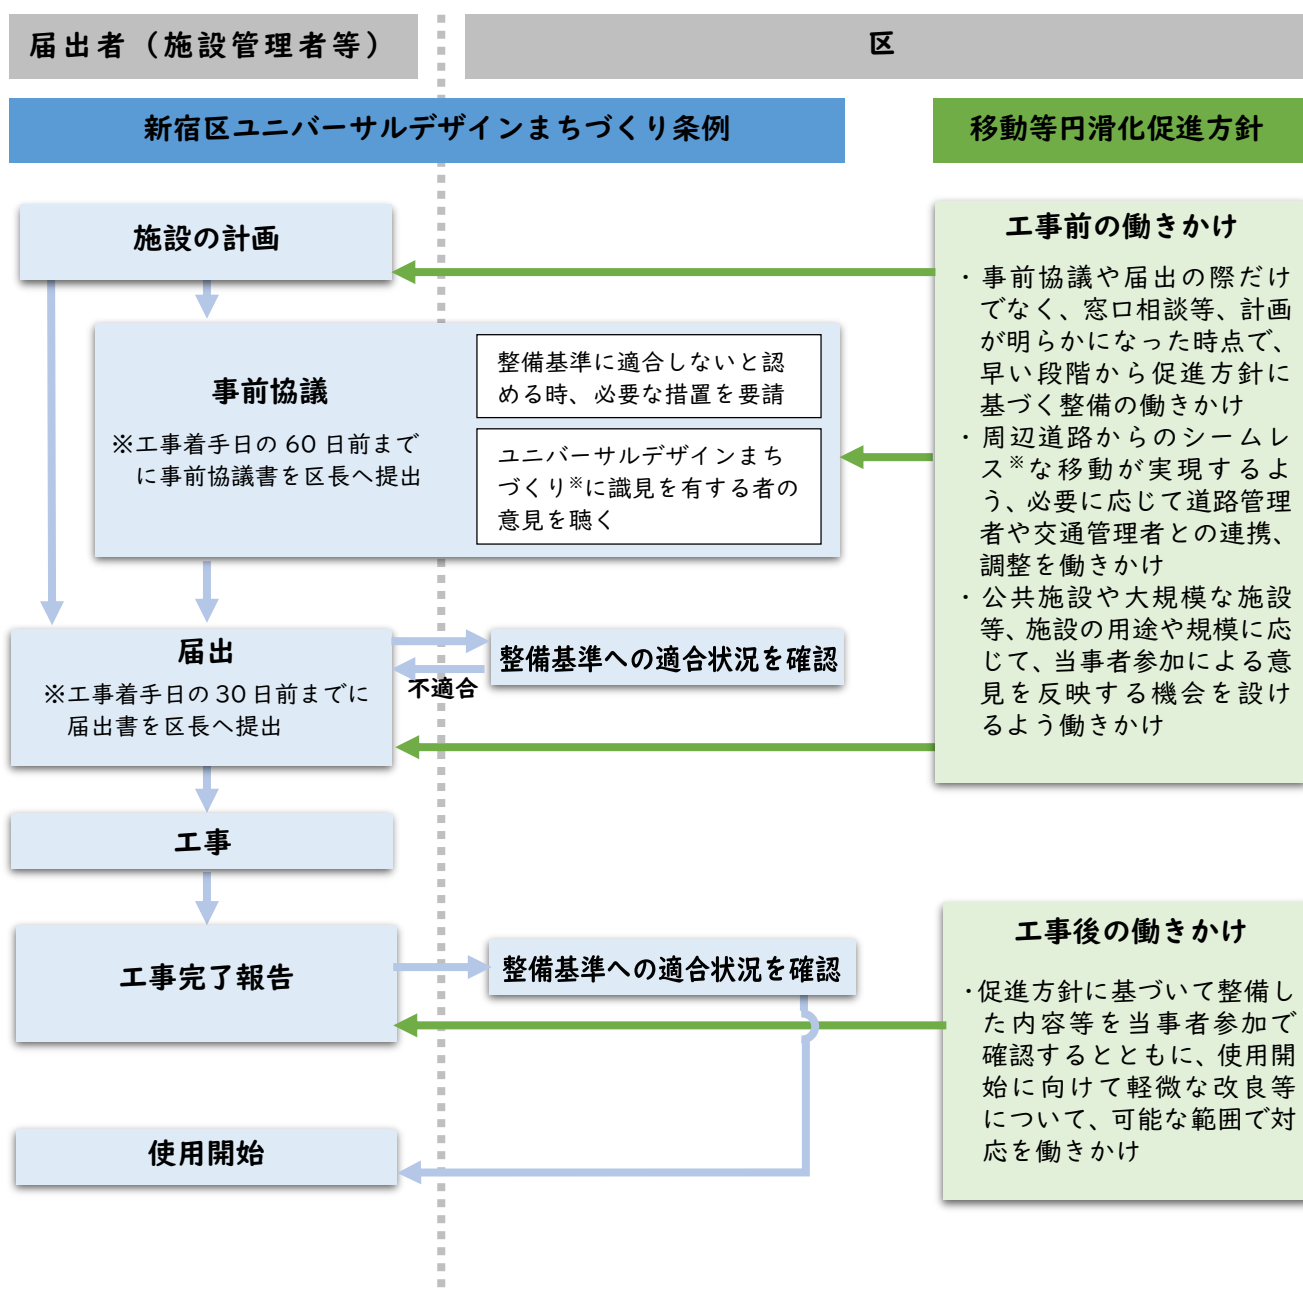 届出者（施設管理者等）
区
新宿区ユニバーサルデザインまちづくり条例
移動等円滑化促進方針
施設の計画
事前協議
※工事着手日の 60 日前まで
に事前協議書を区長へ提出
整備基準に適合しないと認
める時、必要な措置を要請
ユニバーサルデザインまち
づくり※に識見を有する者の
意見を聴く
届出
※工事着手日の 30 日前までに
届出書を区長へ提出
整備基準への適合状況を確認
不適合
工事
工事完了報告
整備基準への適合状況を確認
使用開始
工事前の働きかけ
・事前協議や届出の際だけ
でなく、窓口相談等、計画
が明らかになった時点で、
早い段階から促進方針に
基づく整備の働きかけ
・周辺道路からのシームレ
ス※な移動が実現するよ
う、必要に応じて道路管理
者や交通管理者との連携、
調整を働きかけ
・公共施設や大規模な施設
等、施設の用途や規模に応
じて、当事者参加による意
見を反映する機会を設け
るよう働きかけ
工事後の働きかけ
・促進方針に基づいて整備し
た内容等を当事者参加で
確認するとともに、使用開
始に向けて軽微な改良等
について、可能な範囲で対
応を働きかけ